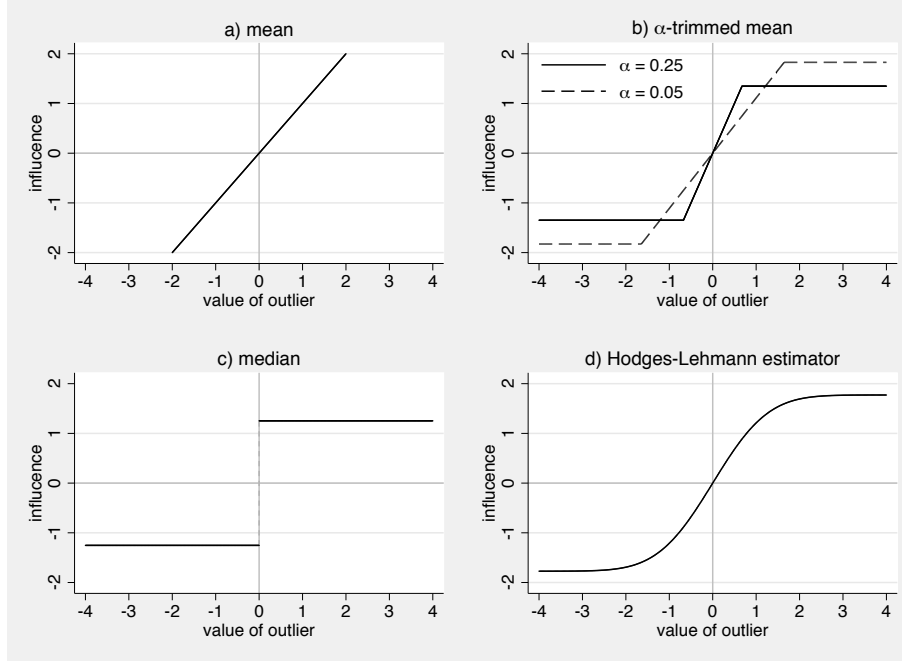 a) mean
2
1
0
-1
-2
influcence
-4 -3 -2 -1 0 1 2 3 4
value of outlier
b) α-trimmed mean
α = 0.25
α = 0.05
2
1
0
-1
-2
influcence
-4 -3 -2 -1 0 1 2 3 4
value of outlier
c) median
2
1
0
-1
-2
influcence
-4 -3 -2 -1 0 1 2 3 4
value of outlier
d) Hodges-Lehmann estimator
2
1
0
-1
-2
influcence
-4 -3 -2 -1 0 1 2 3 4
value of outlier